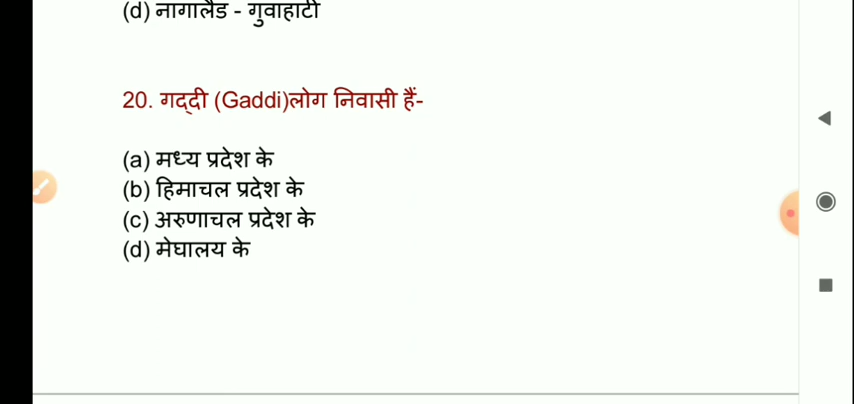 (d) नागालैंड - गुवाहाटी
20. गद्दी (Gaddi)लोग निवासी हैं-
(a) मध्य प्रदेश के
(b) हिमाचल प्रदेश के
(c) अरुणाचल प्रदेश के
(d) मेघालय के